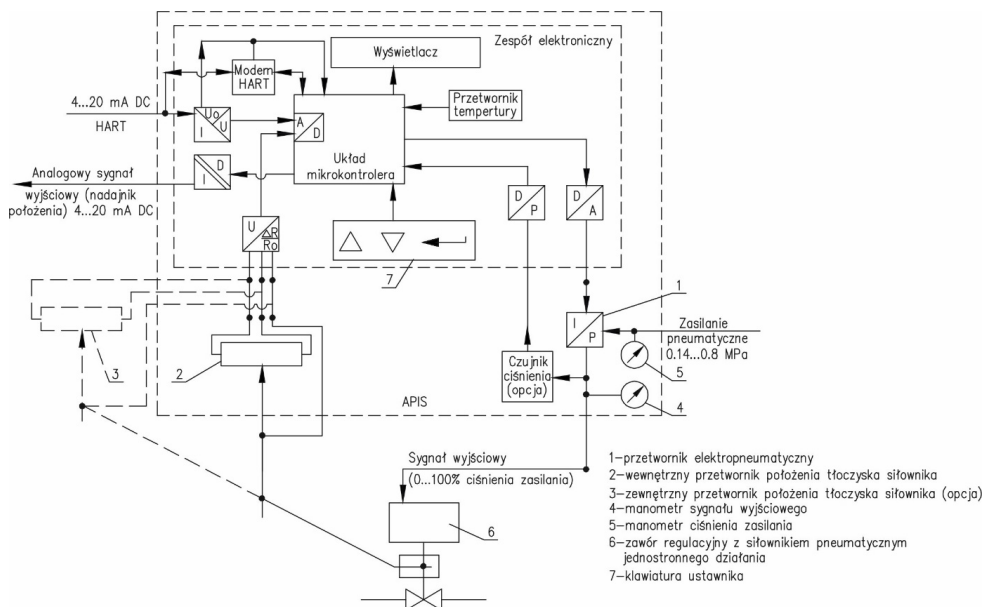 Zespół elektroniczny
Wyświetlacz
Modem
HART
4...20 mA DC
HART
Uo
U
I
A
D
Przetwornik
tempertury
Układ
mikrokontrolera
Analogowy sygnał
wyjściowy (nadajnik
położenia) 4...20 mA DC
D
I
D
P
D
A
U
ΔR
Ro
7
1
I
P
Zasilanie
pneumatyczne
0.14...0.8 MPa
3
2
Czujnik
ciśnienia
(opcja)
5
4
APIS
Sygnał wyjściowy
(0...100% ciśnienia zasilania)
6
1–przetwornik elektropneumatyczny
2–wewnętrzny przetwornik położenia tłoczyska siłownika
3–zewnętrzny przetwornik położenia tłoczyska siłownika (opcja)
4–manometr sygnału wyjściowego
5–manometr ciśnienia zasilania
6–zawór regulacyjny z siłownikiem pneumatycznym
jednostronnego działania
7–klawiatura ustawnika